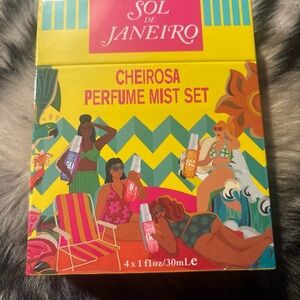 SOL
DE
JANEIRO
CHEIROSA
PERFUME MIST SET
4 x 1 fl oz/30mL e